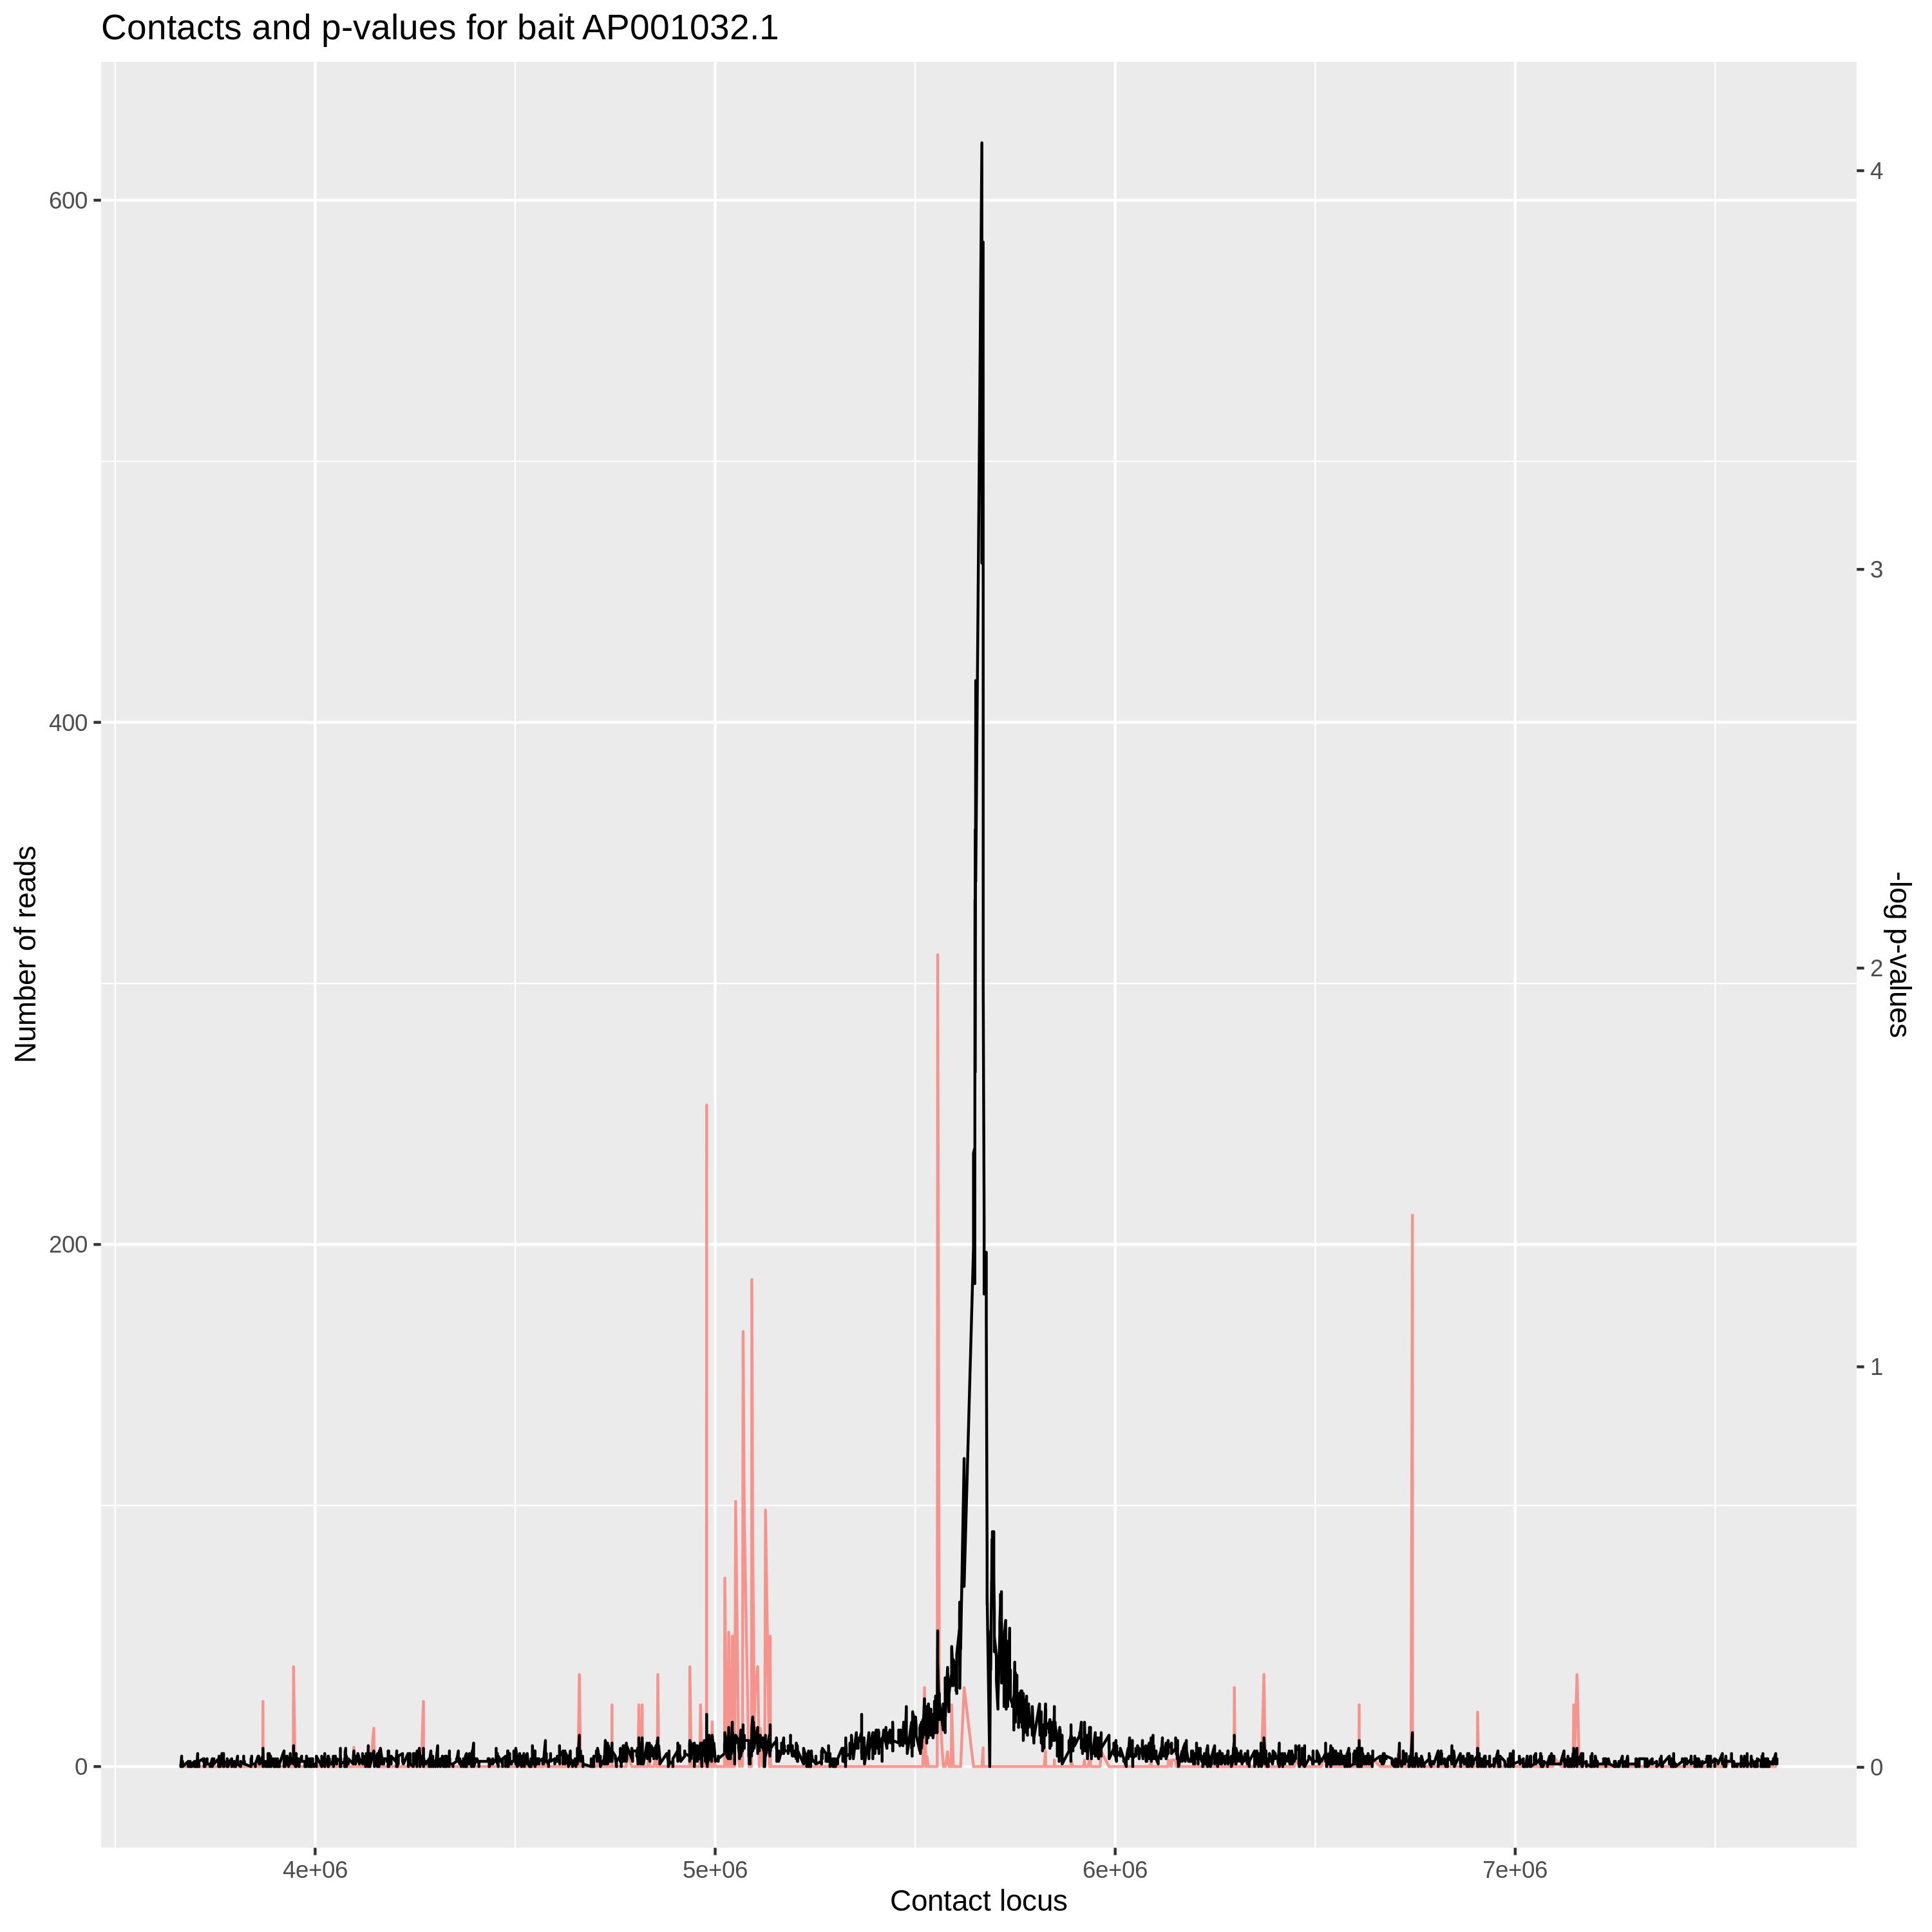 Contacts and p-values for bait AP001032.1
600
400
200
0
Number of reads
4
3
2
1
0
-log p-values
4e+06
5e+06
6e+06
7e+06
Contact locus